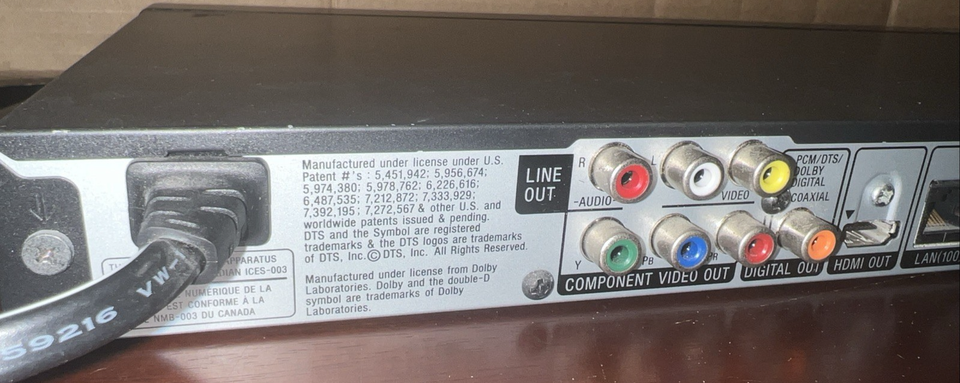 Manufactured under license under U.S.
Patent #'s : 5,451,942; 5,956,674;
5,974,380; 5,978,762; 6,226,616;
6,487,535; 7,212,872; 7,333,929;
7,392,195; 7,272,567 & other U.S. and
worldwide patents issued & pending.
DTS and the Symbol are registered
trademarks & the DTS logos are trademarks
of DTS, Inc. © DTS, Inc. All Rights Reserved.
Manufactured under license from Dolby
Laboratories. Dolby and the double-D
symbol are trademarks of Dolby
Laboratories.
APPARATUS
ICES-003
NUMÉRIQUE DE LA
EST CONFORME À LA
NMB-003 DU CANADA
59216 VW-1
LINE
OUT
R
L
-AUDIO
VIDEO
PCM/DTS/
DOLBY
DIGITAL
COAXIAL
Y
PB
PR
COMPONENT VIDEO OUT
DIGITAL OUT
HDMI OUT
LAN(100